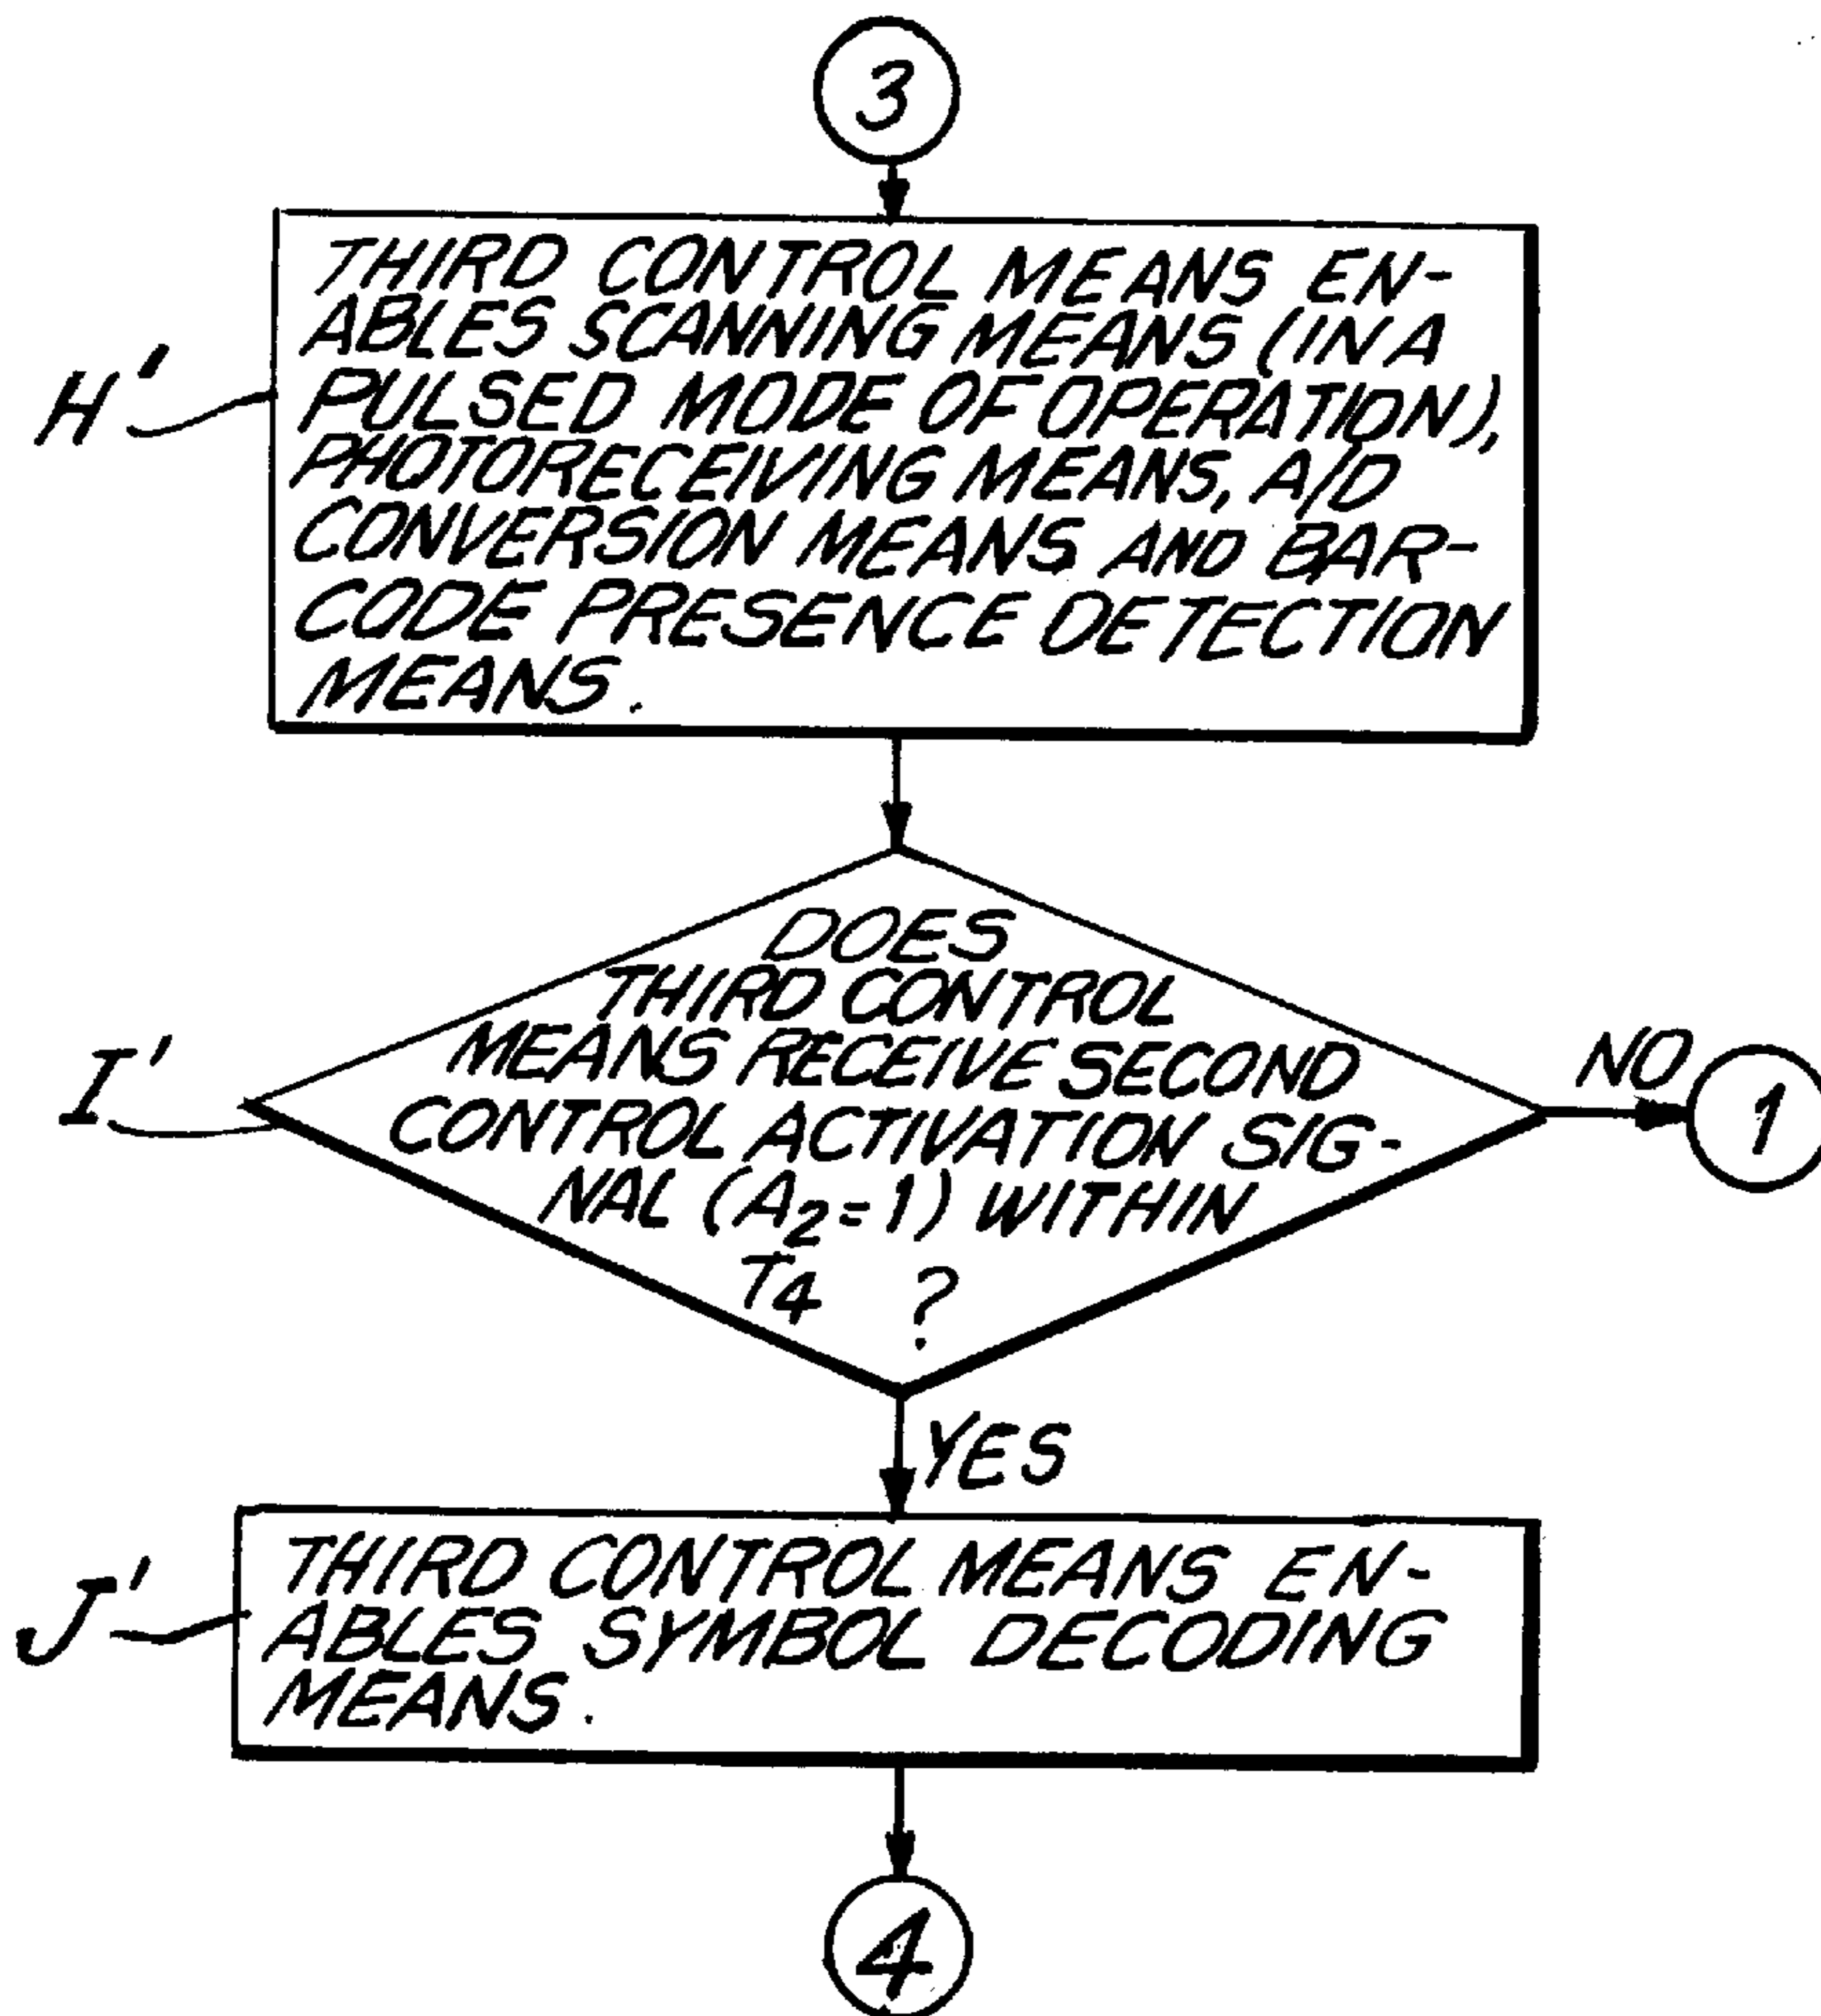 3
THIRD CONTROL MEANS EN-
ABLES SCANNING MEANS (IN A
PULSED MODE OF OPERATION),
PHOTORECEIVING MEANS, A/D
CONVERSION MEANS AND BAR-
CODE PRESENCE DETECTION
MEANS.
H'
DOES
THIRD CONTROL
MEANS RECEIVE SECOND
CONTROL ACTIVATION SIG-
NAL (A2=1) WITHIN
T4 ?
I'
NO
1
YES
THIRD CONTROL MEANS EN-
ABLES SYMBOL DECODING
MEANS.
J'
4